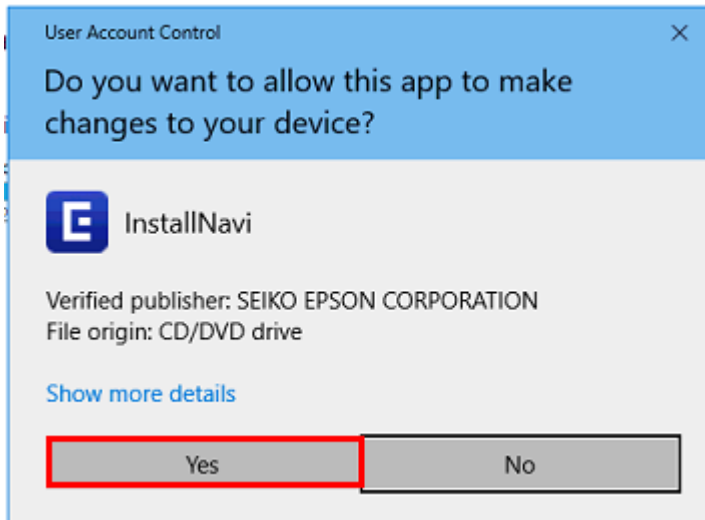 User Account Control
Do you want to allow this app to make
changes to your device?
InstallNavi
Verified publisher: SEIKO EPSON CORPORATION
File origin: CD/DVD drive
Show more details
Yes
No